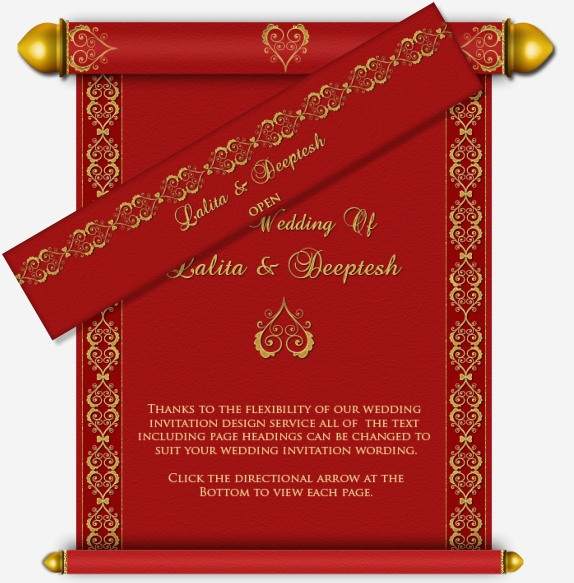 Lalita & Deeptesh
OPEN
Wedding Of
Lalita & Deeptesh
THANKS TO THE FLEXIBILITY OF OUR WEDDING
INVITATION DESIGN SERVICE ALL OF THE TEXT
INCLUDING PAGE HEADINGS CAN BE CHANGED TO
SUIT YOUR WEDDING INVITATION WORDING.
CLICK THE DIRECTIONAL ARROW AT THE
BOTTOM TO VIEW EACH PAGE.